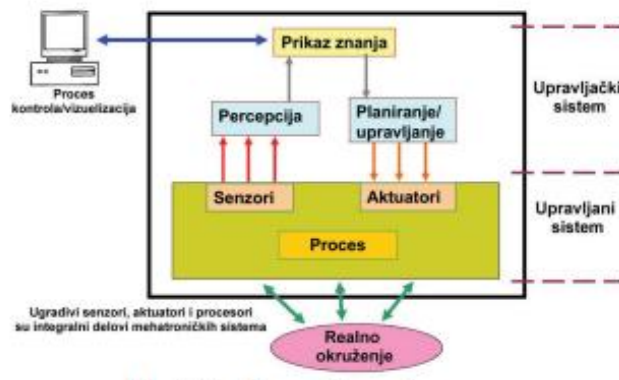 Prikaz znanja
Proces
kontrola/vizuelizacija
Percepcija
Planiranje/
upravljanje
Upravljački
sistem
Senzori
Aktuatori
Upravljani
sistem
Proces
Ugradivi senzori, aktuatori i procesori
su integralni delovi mehatroničkih sistema
Realno
okruženje